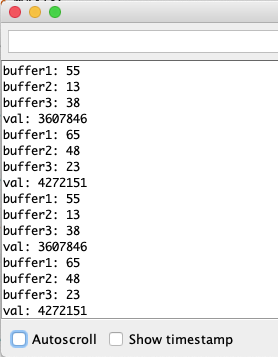 buffer1: 55
buffer2: 13
buffer3: 38
val: 3607846
buffer1: 65
buffer2: 48
buffer3: 23
val: 4272151
buffer1: 55
buffer2: 13
buffer3: 38
val: 3607846
buffer1: 65
buffer2: 48
buffer3: 23
val: 4272151
Autoscroll Show timestamp